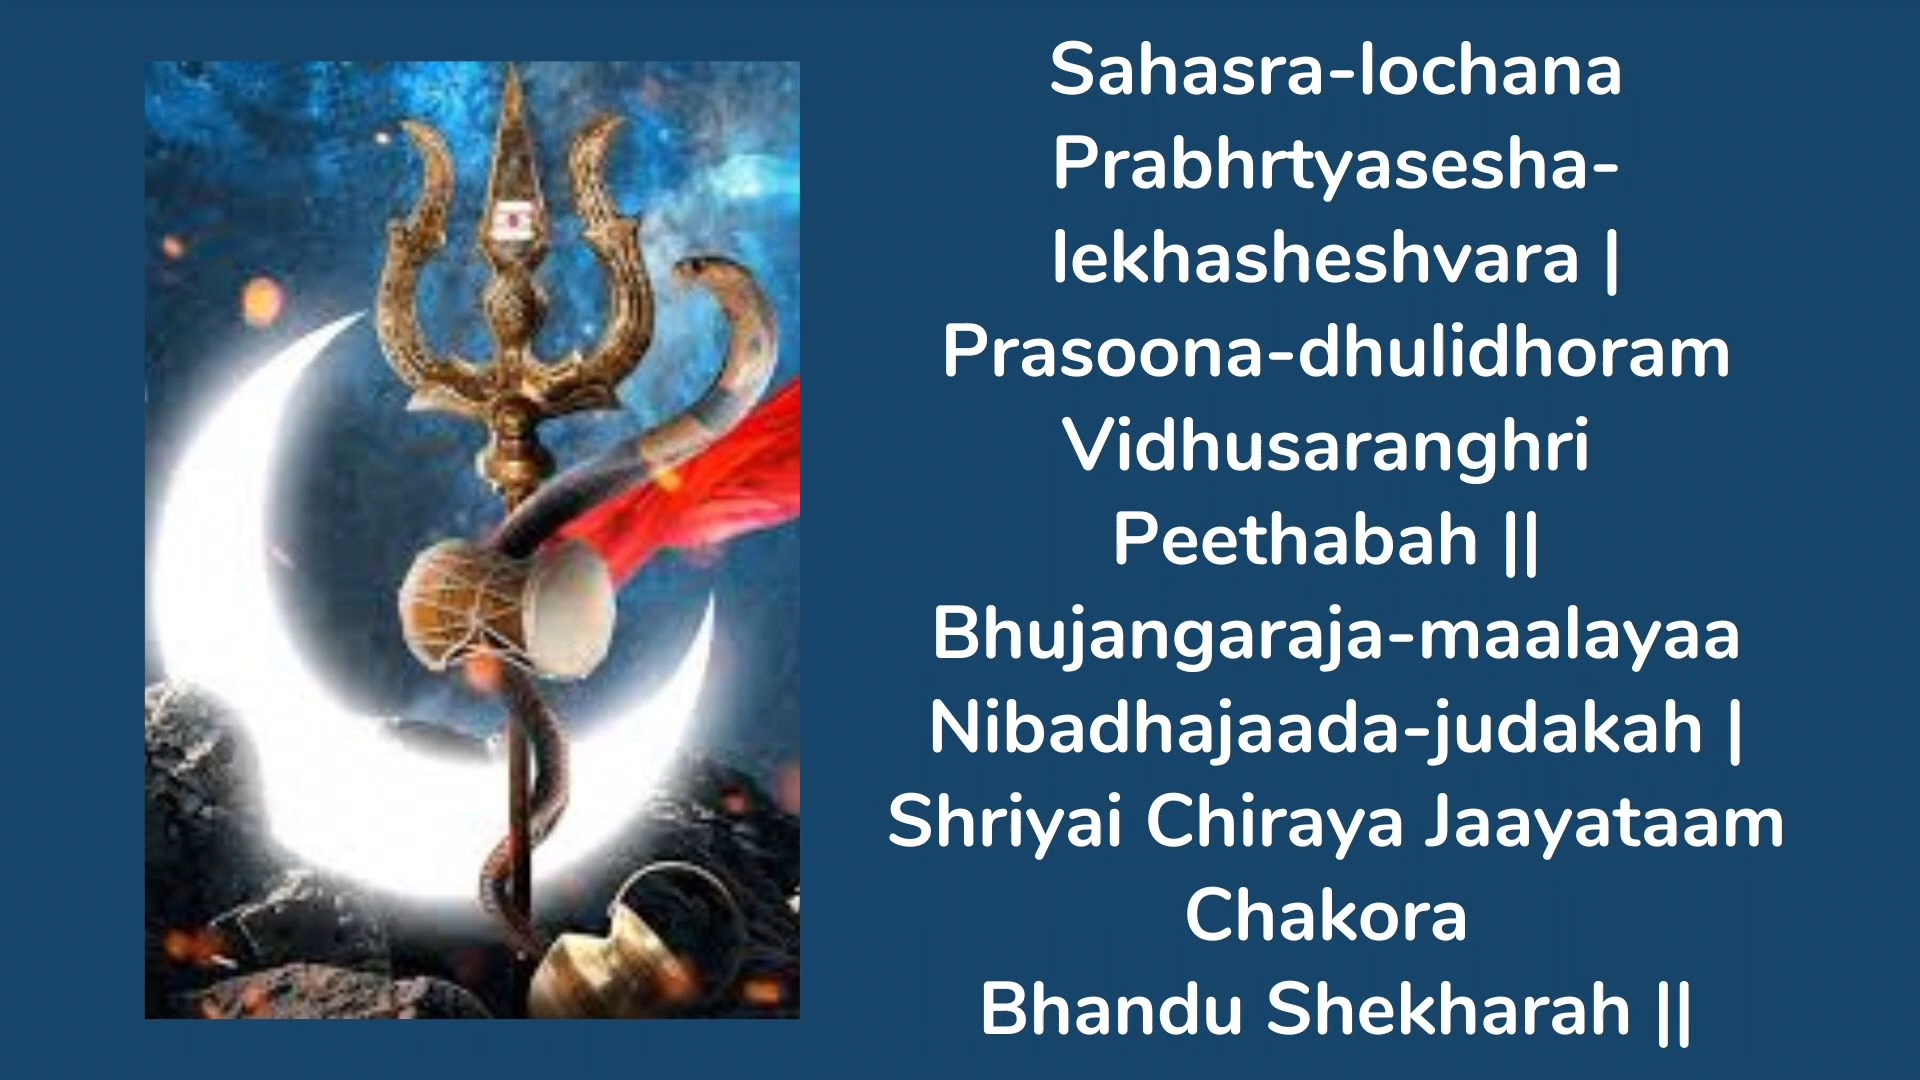 Sahasra-lochana
Prabhrtyasesha-
lekhasheshvara |
Prasoona-dhulidhoram
Vidhusaranghri
Peethabah ||
Bhujangaraja-maalayaa
Nibadhajaada-judakah |
Shriyai Chiraya Jaayataam
Chakora
Bhandu Shekharah ||